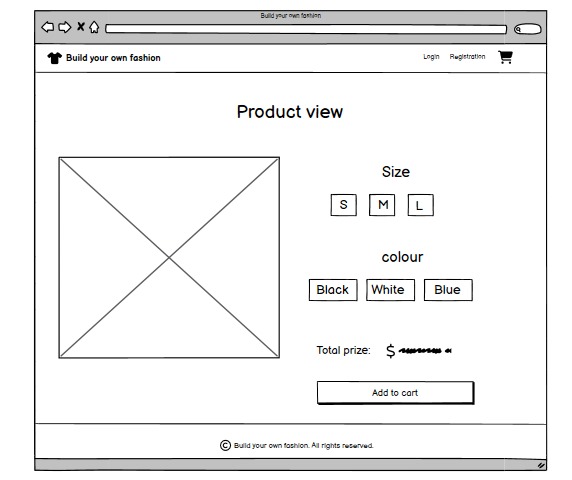 Build your own fashion
Build your own fashion
Login Registration
Product view
Size
S M L
colour
Black White Blue
Total prize: $
Add to cart
© Build your own fashion. All rights reserved.